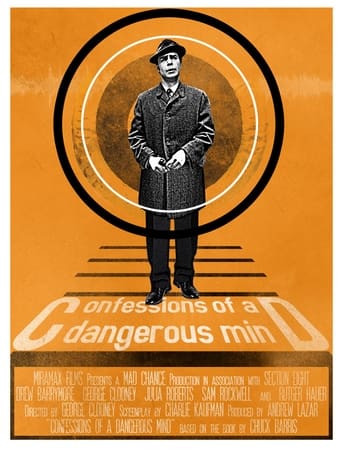 Confessions of a
dangerous minD
MIRAMAX FILMS PRESENTS A MAD CHANCE PRODUCTION IN ASSOCIATION WITH SECTION EIGHT
DREW BARRYMORE GEORGE CLOONEY JULIA ROBERTS SAM ROCKWELL AND RUTGER HAUER
DIRECTED BY GEORGE CLOONEY SCREENPLAY BY CHARLIE KAUFMAN PRODUCED BY ANDREW LAZAR
"CONFESSIONS OF A DANGEROUS MIND" BASED ON THE BOOK BY CHUCK BARRIS